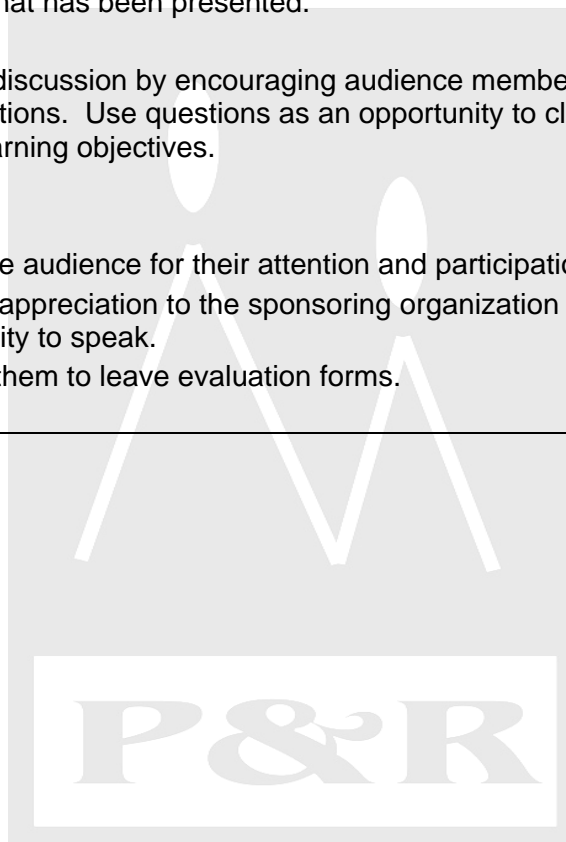 hat has been presented.
discussion by encouraging audience membe
tions.  Use questions as an opportunity to cl
arning objectives.
e audience for their attention and participatio
appreciation to the sponsoring organization
ity to speak.
them to leave evaluation forms.
P&R